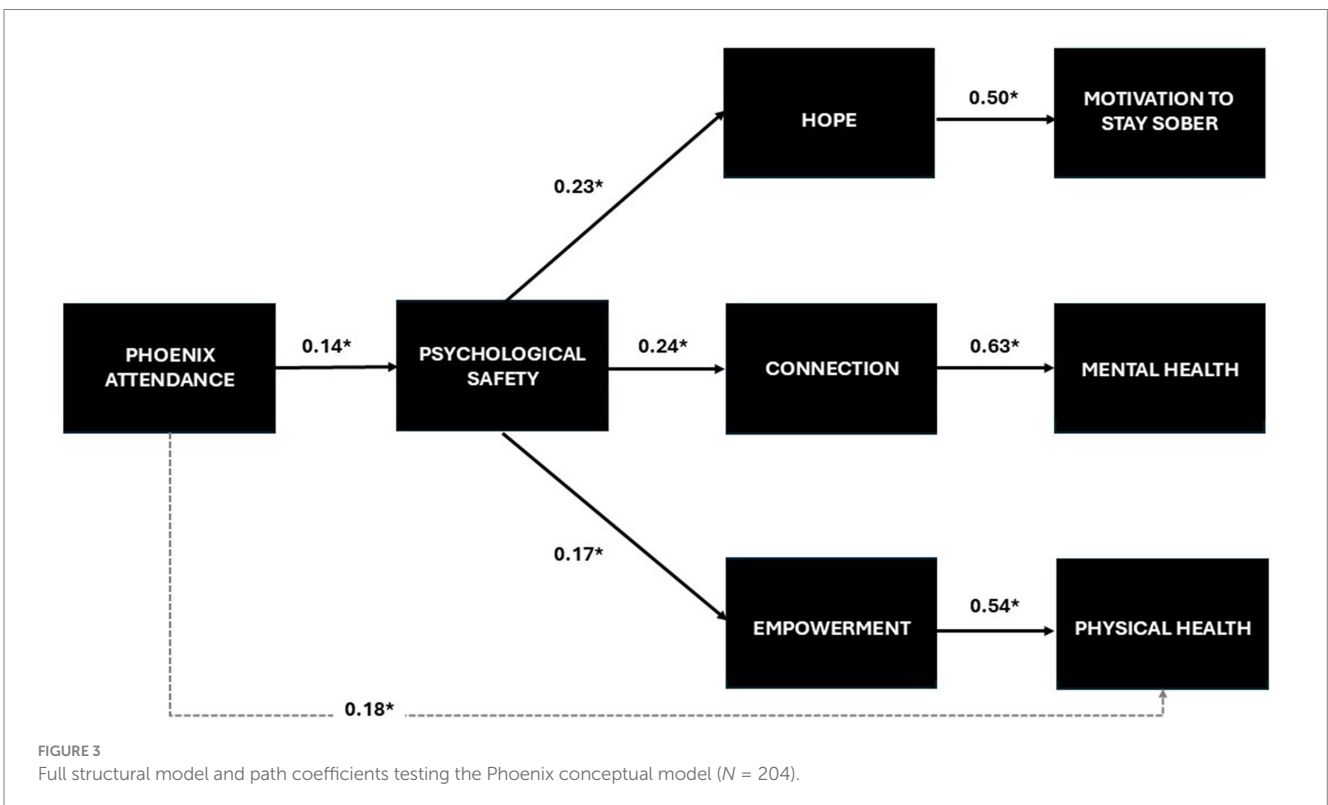 HOPE
0.50*
MOTIVATION TO
STAY SOBER
0.23*
PHOENIX
ATTENDANCE
0.14*
PSYCHOLOGICAL
SAFETY
0.24*
CONNECTION
0.63*
MENTAL HEALTH
0.17*
EMPOWERMENT
0.54*
PHYSICAL HEALTH
0.18*
FIGURE 3
Full structural model and path coefficients testing the Phoenix conceptual model (N = 204).